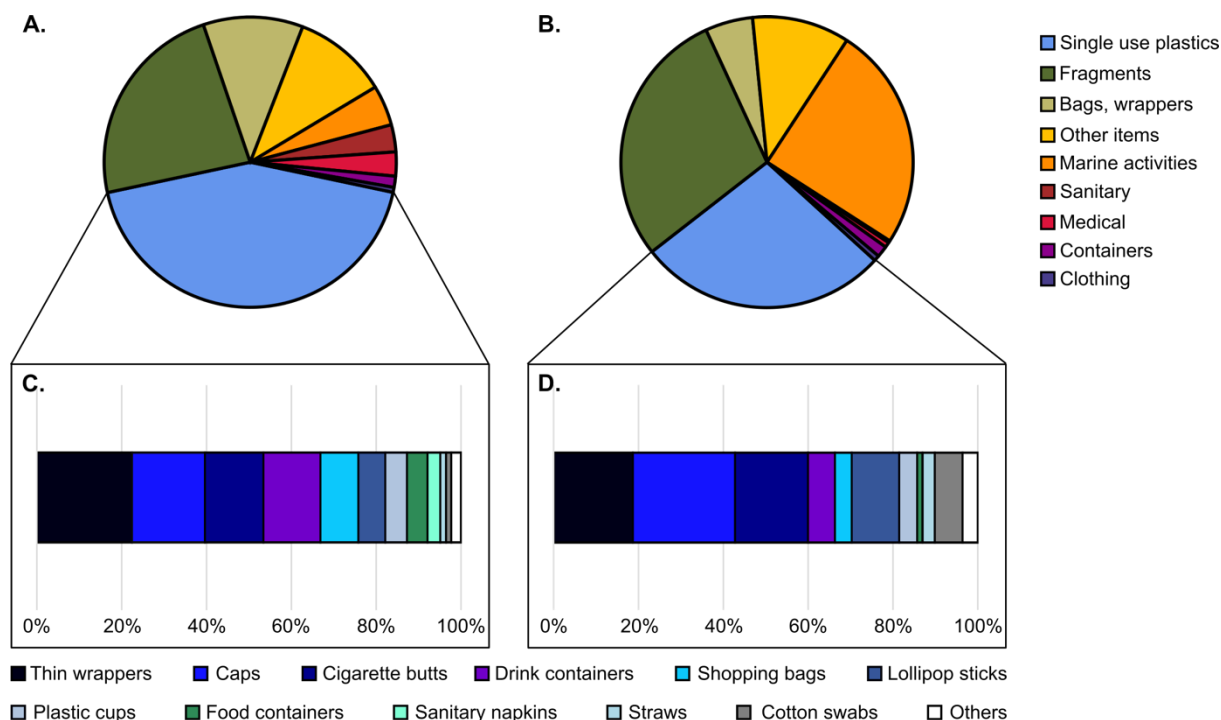 A.
B.
Single use plastics
Fragments
Bags, wrappers
Other items
Marine activities
Sanitary
Medical
Containers
Clothing
C.
D.
0% 20% 40% 60% 80% 100%
0% 20% 40% 60% 80% 100%
Thin wrappers Caps Cigarette butts Drink containers Shopping bags Lollipop sticks
Plastic cups Food containers Sanitary napkins Straws Cotton swabs Others